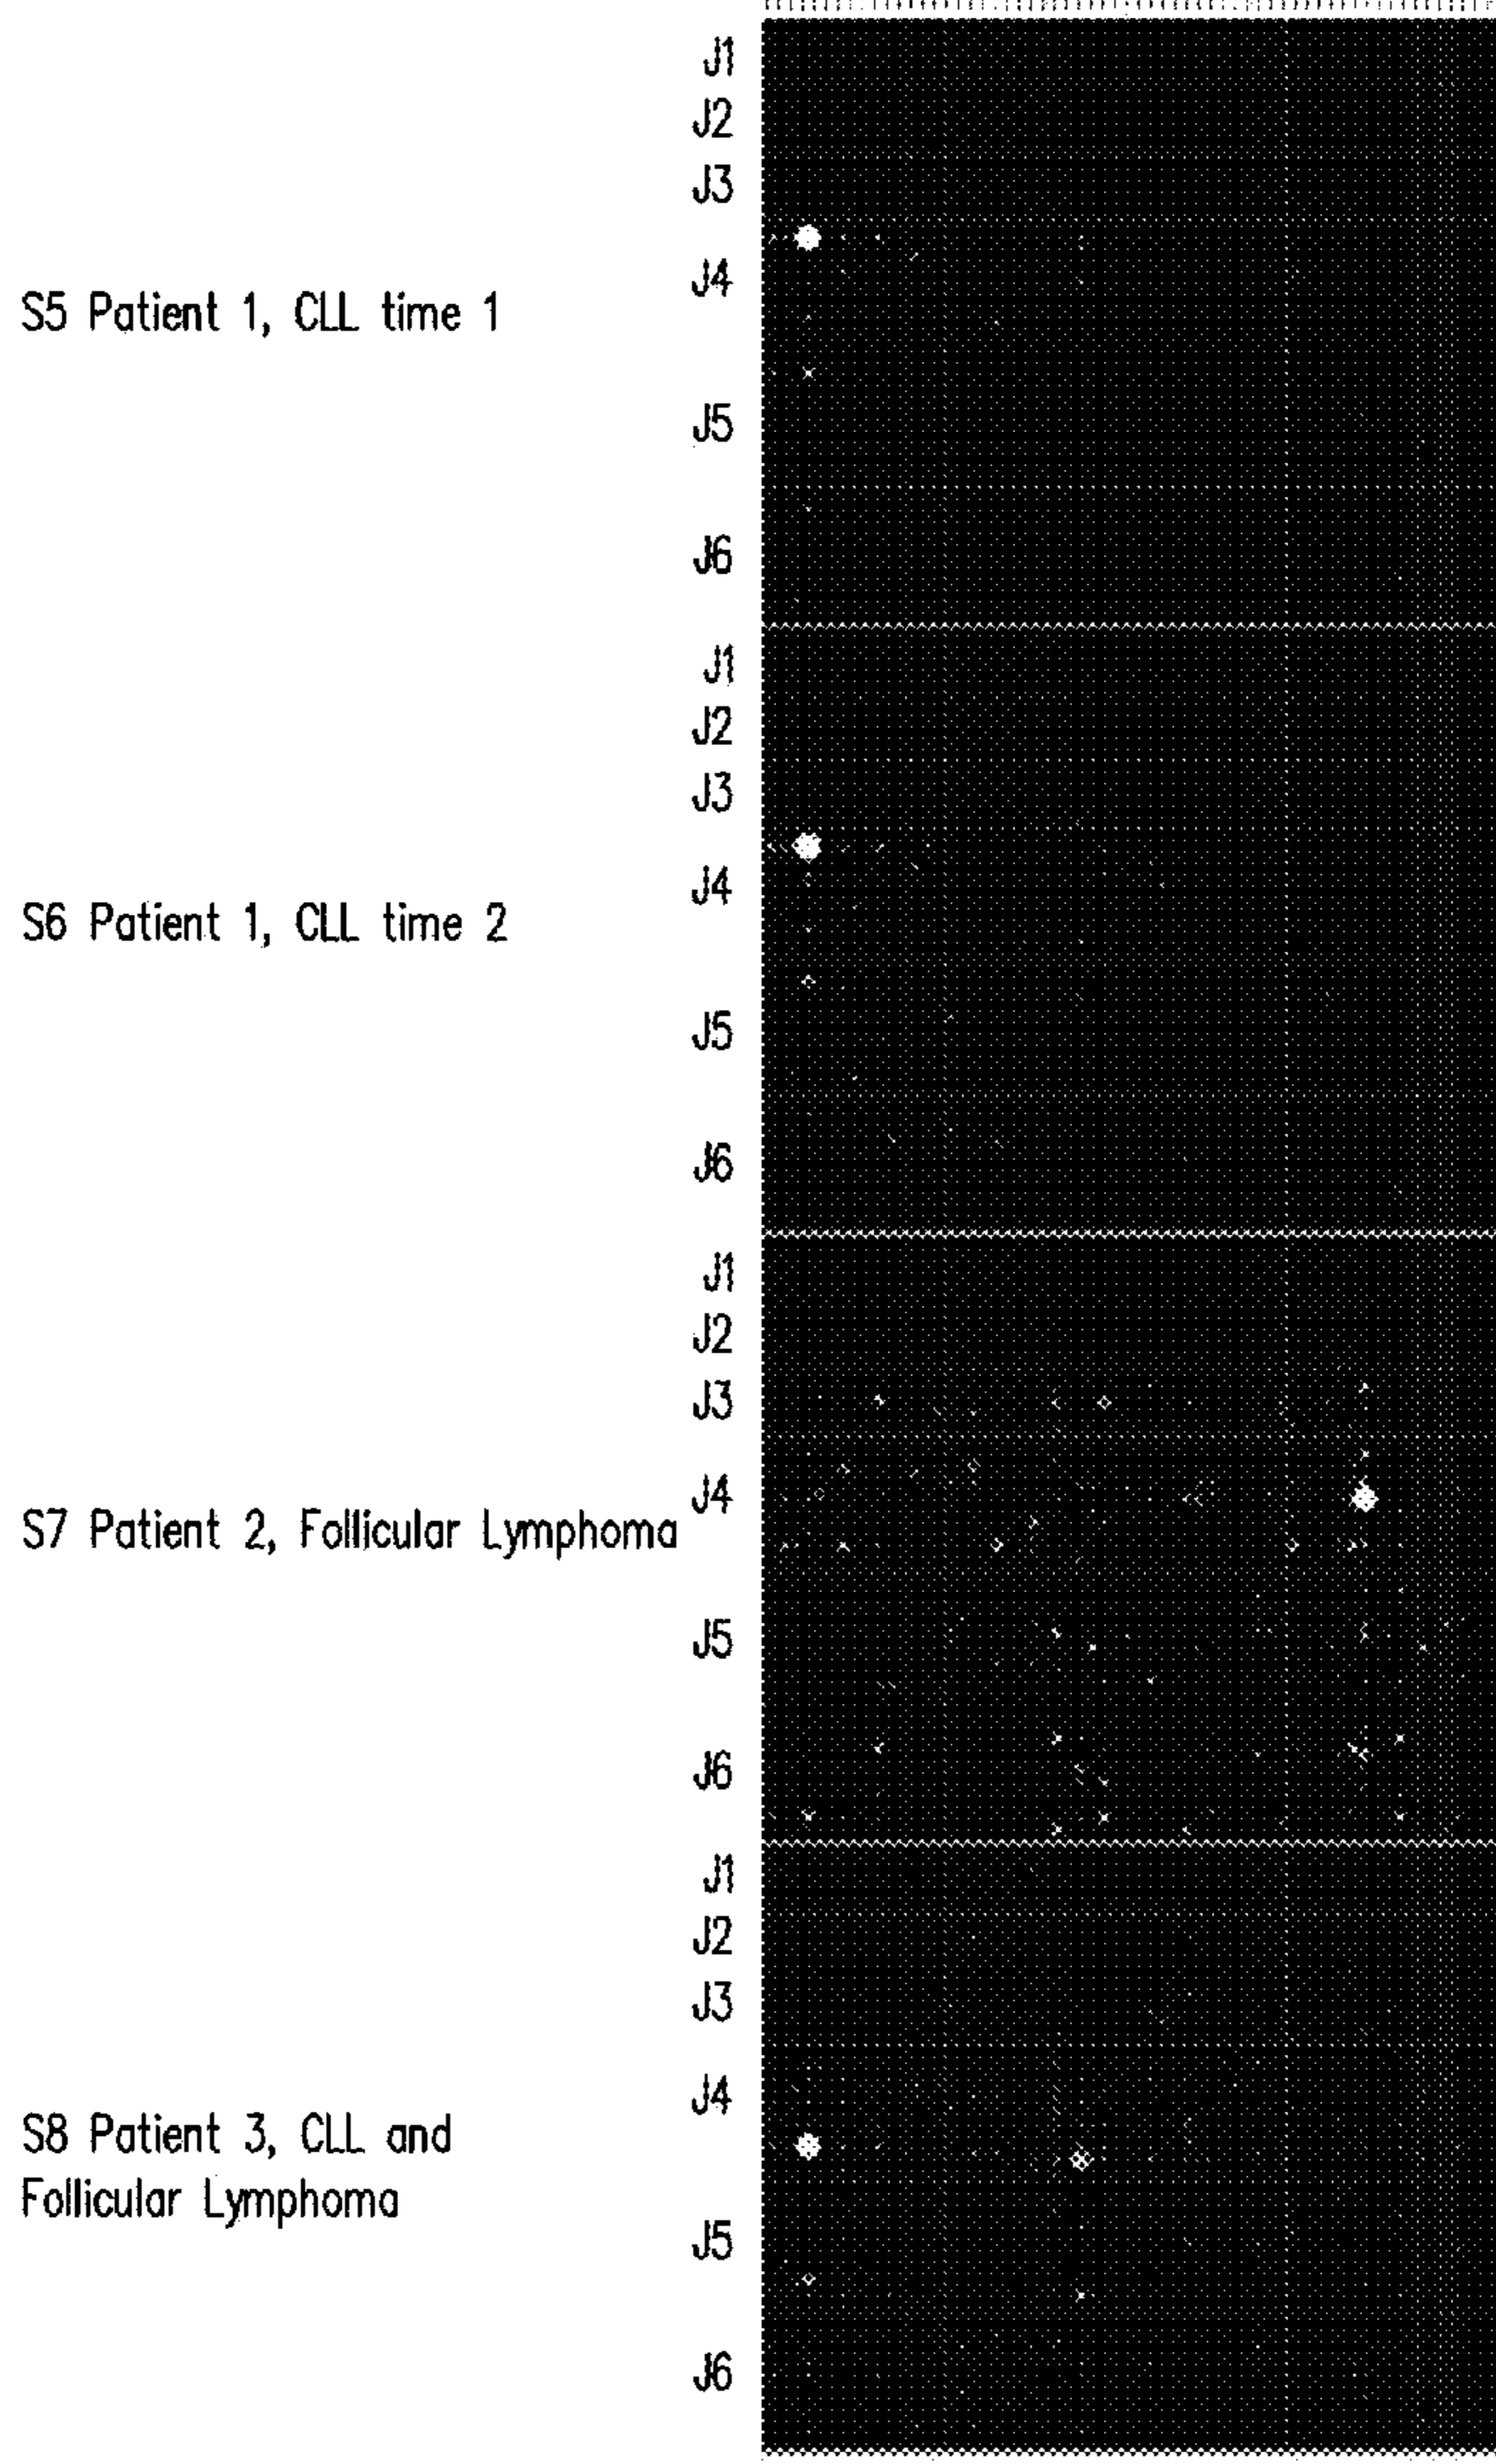 J1
J2
J3
J4
S5 Patient 1, CLL time 1
J5
J6
J1
J2
J3
J4
S6 Patient 1, CLL time 2
J5
J6
J1
J2
J3
J4
S7 Patient 2, Follicular Lymphoma
J5
J6
J1
J2
J3
J4
S8 Patient 3, CLL and
Follicular Lymphoma
J5
J6